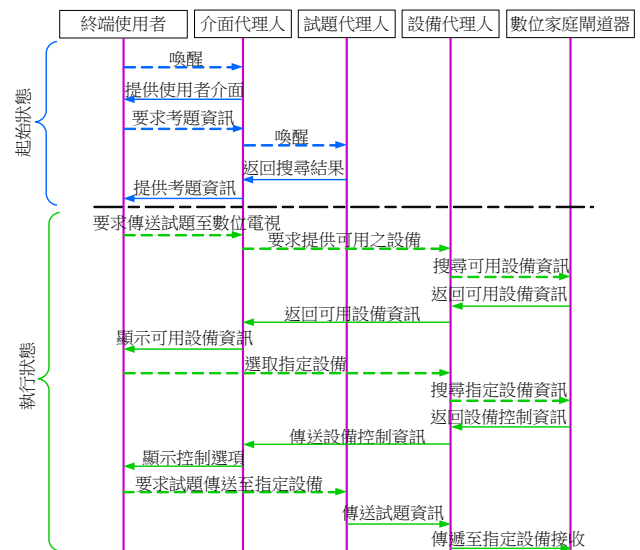 終端使用者
介面代理人
試題代理人
設備代理人
數位家庭閘道器
起始狀態
喚醒
提供使用者介面
要求考題資訊
喚醒
返回搜尋結果
提供考題資訊
執行狀態
要求傳送試題至數位電視
要求提供可用之設備
搜尋可用設備資訊
返回可用設備資訊
返回可用設備資訊
顯示可用設備資訊
選取指定設備
搜尋指定設備資訊
返回設備控制資訊
傳送設備控制資訊
顯示控制選項
要求試題傳送至指定設備
傳送試題資訊
傳遞至指定設備接收